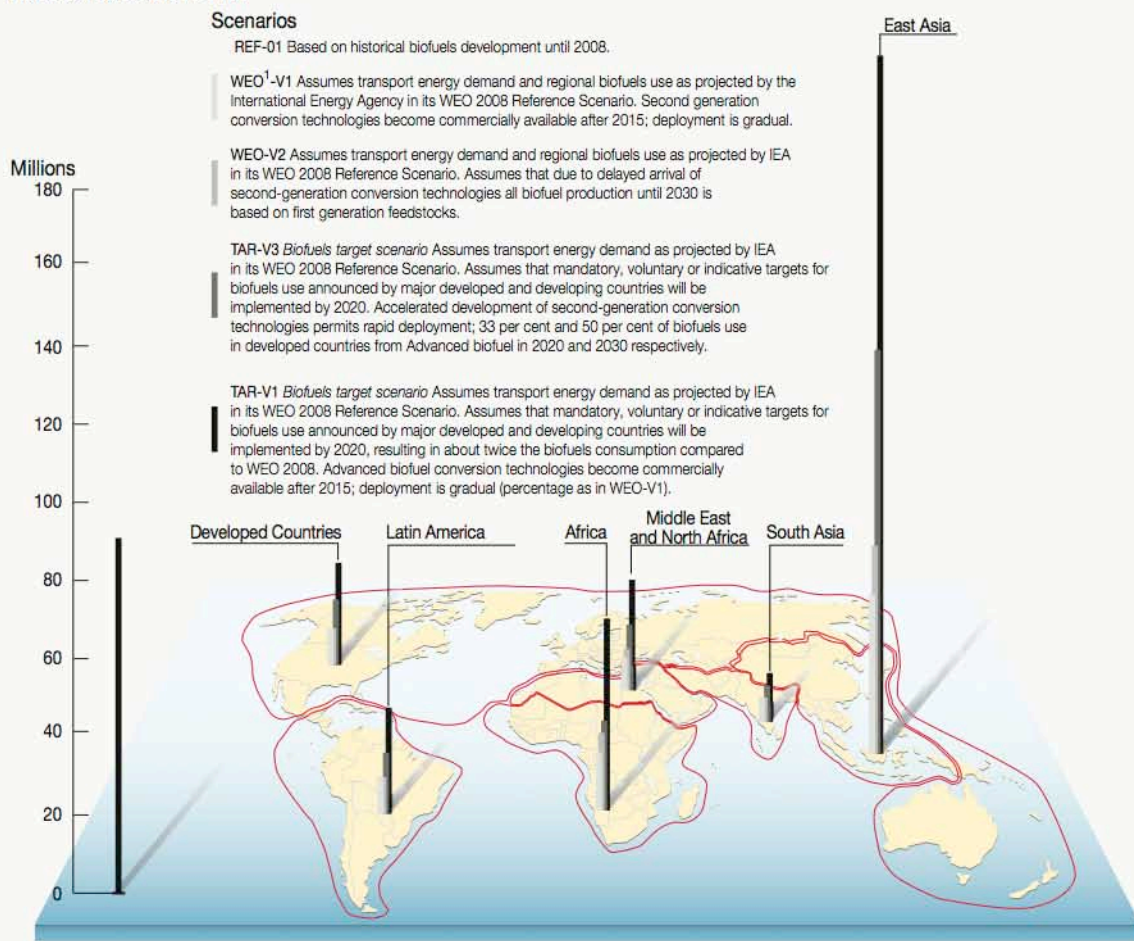 Scenarios
REF-01 Based on historical biofuels development until 2008.
WEO1-V1 Assumes transport energy demand and regional biofuels use as projected by the
International Energy Agency in its WEO 2008 Reference Scenario. Second generation
conversion technologies become commercially available after 2015; deployment is gradual.
WEO-V2 Assumes transport energy demand and regional biofuels use as projected by IEA
in its WEO 2008 Reference Scenario. Assumes that due to delayed arrival of
second-generation conversion technologies all biofuel production until 2030 is
based on first generation feedstocks.
TAR-V3 Biofuels target scenario Assumes transport energy demand as projected by IEA
in its WEO 2008 Reference Scenario. Assumes that mandatory, voluntary or indicative targets for
biofuels use announced by major developed and developing countries will be
implemented by 2020. Accelerated development of second-generation conversion
technologies permits rapid deployment; 33 per cent and 50 per cent of biofuels use
in developed countries from Advanced biofuel in 2020 and 2030 respectively.
TAR-V1 Biofuels target scenario Assumes transport energy demand as projected by IEA
in its WEO 2008 Reference Scenario. Assumes that mandatory, voluntary or indicative targets for
biofuels use announced by major developed and developing countries will be
implemented by 2020, resulting in about twice the biofuels consumption compared
to WEO 2008. Advanced biofuel conversion technologies become commercially
available after 2015; deployment is gradual (percentage as in WEO-V1).
Millions
180
160
140
120
100
80
60
40
20
0
Developed Countries
Latin America
Africa
Middle East
and North Africa
South Asia
East Asia